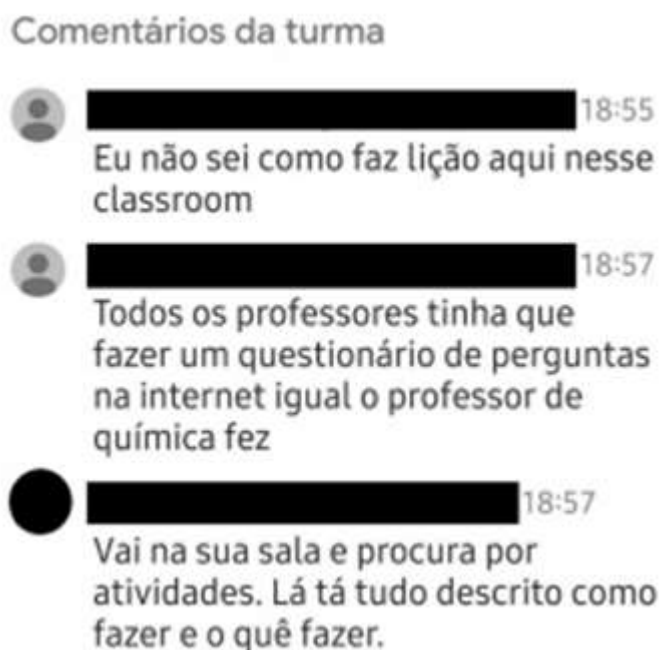 Comentários da turma
18:55
Eu não sei como faz lição aqui nesse
classroom
18:57
Todos os professores tinha que
fazer um questionário de perguntas
na internet igual o professor de
química fez
18:57
Vai na sua sala e procura por
atividades. Lá tá tudo descrito como
fazer e o quê fazer.